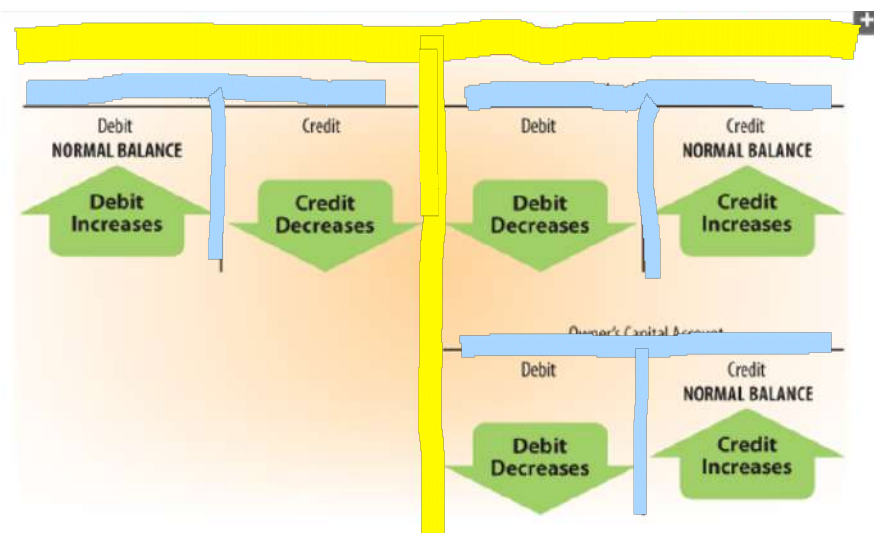 Debit Credit Debit Credit
NORMAL BALANCE NORMAL BALANCE
Debit Increases
Credit Decreases
Debit Decreases
Credit Increases
Owner's Capital Account
Debit Credit
NORMAL BALANCE
Debit Decreases
Credit Increases